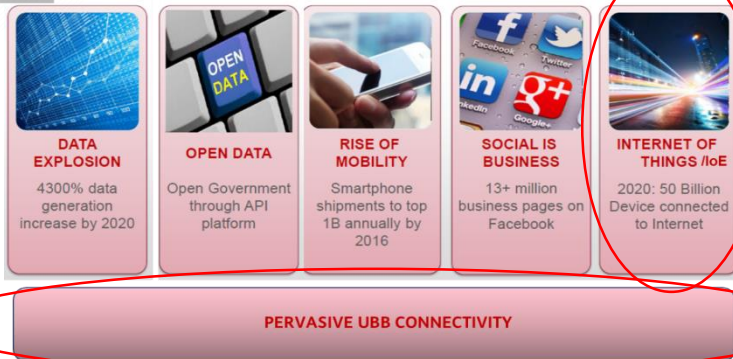 OPEN
DATA
Facebook
Twitter
in
g+
LinkedIn
Google+
DATA
EXPLOSION
4300% data
generation
increase by 2020
OPEN DATA
Open Government
through API
platform
RISE OF
MOBILITY
Smartphone
shipments to top
1B annually by
2016
SOCIAL IS
BUSINESS
13+ million
business pages on
Facebook
INTERNET OF
THINGS /IoE
2020: 50 Billion
Device connected
to Internet
PERVASIVE UBB CONNECTIVITY